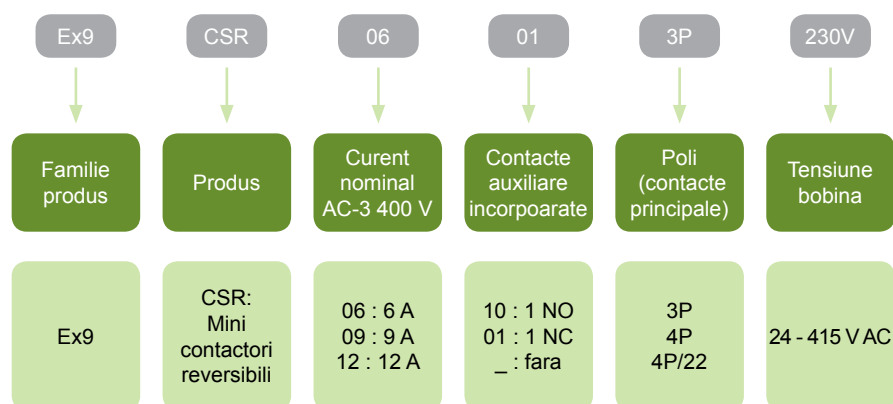 Ex9
CSR
06
01
3P
230V
Familie
produs
Produs
Curent
nominal
AC-3 400 V
Contacte
auxiliare
incorpoarate
Poli
(contacte
principale)
Tensiune
bobina
Ex9
CSR:
Mini
contactori
reversibili
06 : 6 A
09 : 9 A
12 : 12 A
10 : 1 NO
01 : 1 NC
_ : fara
3P
4P
4P/22
24 - 415 V AC